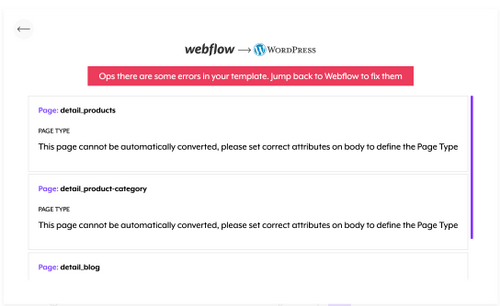 webflow → WORDPRESS
Ops there are some errors in your template. Jump back to Webflow to fix them
Page: detail_products
PAGE TYPE
This page cannot be automatically converted, please set correct attributes on body to define the Page Type
Page: detail_product-category
PAGE TYPE
This page cannot be automatically converted, please set correct attributes on body to define the Page Type
Page: detail_blog